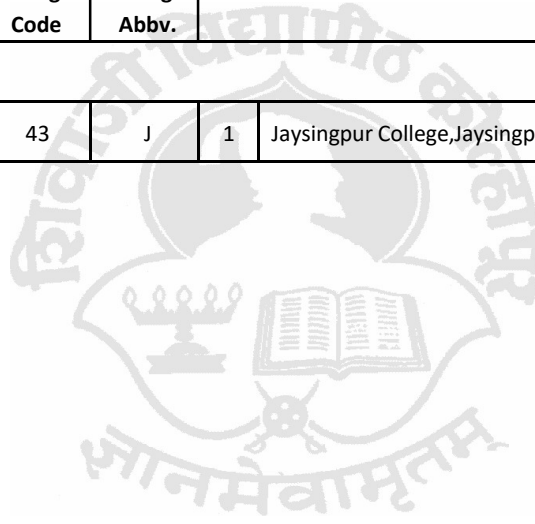 Code Abbv.
43 J 1 Jaysingpur College,Jaysingp
शिवाजी विद्यापीठ कोल्हापूर
ज्ञानमेवामृतम्